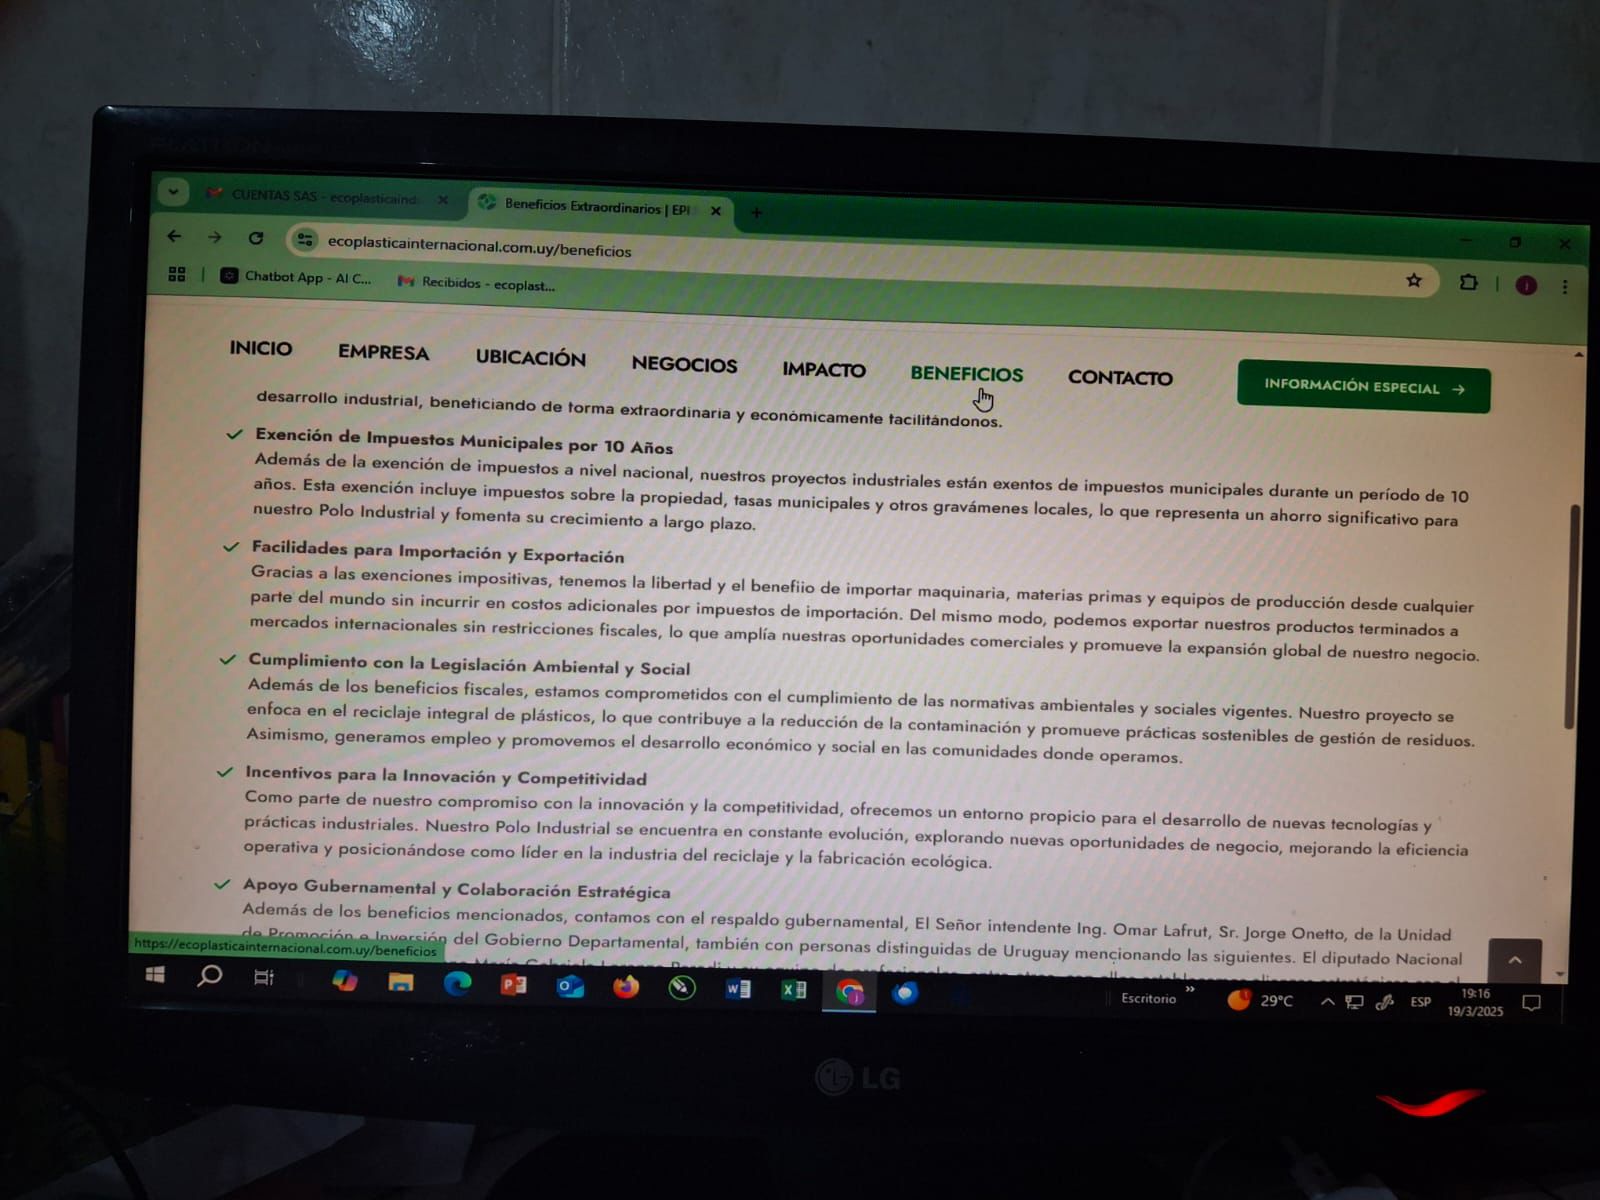 CUENTAS SAS - ecoplasticaind
Beneficios Extraordinarios | EPI
ecoplasticainternacional.com.uy/beneficios
Chatbot App - AI C...
Recibidos - ecoplast...
INICIO
EMPRESA
UBICACIÓN
NEGOCIOS
IMPACTO
BENEFICIOS
CONTACTO
INFORMACIÓN ESPECIAL →
desarrollo industrial, beneficiando de forma extraordinaria y económicamente facilitándonos.
Exención de Impuestos Municipales por 10 Años
Además de la exención de impuestos a nivel nacional, nuestros proyectos industriales están exentos de impuestos municipales durante un período de 10
años. Esta exención incluye impuestos sobre la propiedad, tasas municipales y otros gravámenes locales, lo que representa un ahorro significativo para
nuestro Polo Industrial y fomenta su crecimiento a largo plazo.
Facilidades para Importación y Exportación
Gracias a las exenciones impositivas, tenemos la libertad y el benefiio de importar maquinaria, materias primas y equipos de producción desde cualquier
parte del mundo sin incurrir en costos adicionales por impuestos de importación. Del mismo modo, podemos exportar nuestros productos terminados a
mercados internacionales sin restricciones fiscales, lo que amplía nuestras oportunidades comerciales y promueve la expansión global de nuestro negocio.
Cumplimiento con la Legislación Ambiental y Social
Además de los beneficios fiscales, estamos comprometidos con el cumplimiento de las normativas ambientales y sociales vigentes. Nuestro proyecto se
enfoca en el reciclaje integral de plásticos, lo que contribuye a la reducción de la contaminación y promueve prácticas sostenibles de gestión de residuos.
Asimismo, generamos empleo y promovemos el desarrollo económico y social en las comunidades donde operamos.
Incentivos para la Innovación y Competitividad
Como parte de nuestro compromiso con la innovación y la competitividad, ofrecemos un entorno propicio para el desarrollo de nuevas tecnologías y
prácticas industriales. Nuestro Polo Industrial se encuentra en constante evolución, explorando nuevas oportunidades de negocio, mejorando la eficiencia
operativa y posicionándose como líder en la industria del reciclaje y la fabricación ecológica.
Apoyo Gubernamental y Colaboración Estratégica
Además de los beneficios mencionados, contamos con el respaldo gubernamental, El Señor intendente Ing. Omar Lafrut, Sr. Jorge Onetto, de la Unidad
de Promoción e Inversión del Gobierno Departamental, también con personas distinguidas de Uruguay mencionando las siguientes. El diputado Nacional
https://ecoplasticainternacional.com.uy/beneficios
Escritorio
29°C
ESP
19:16
19/3/2025
LG